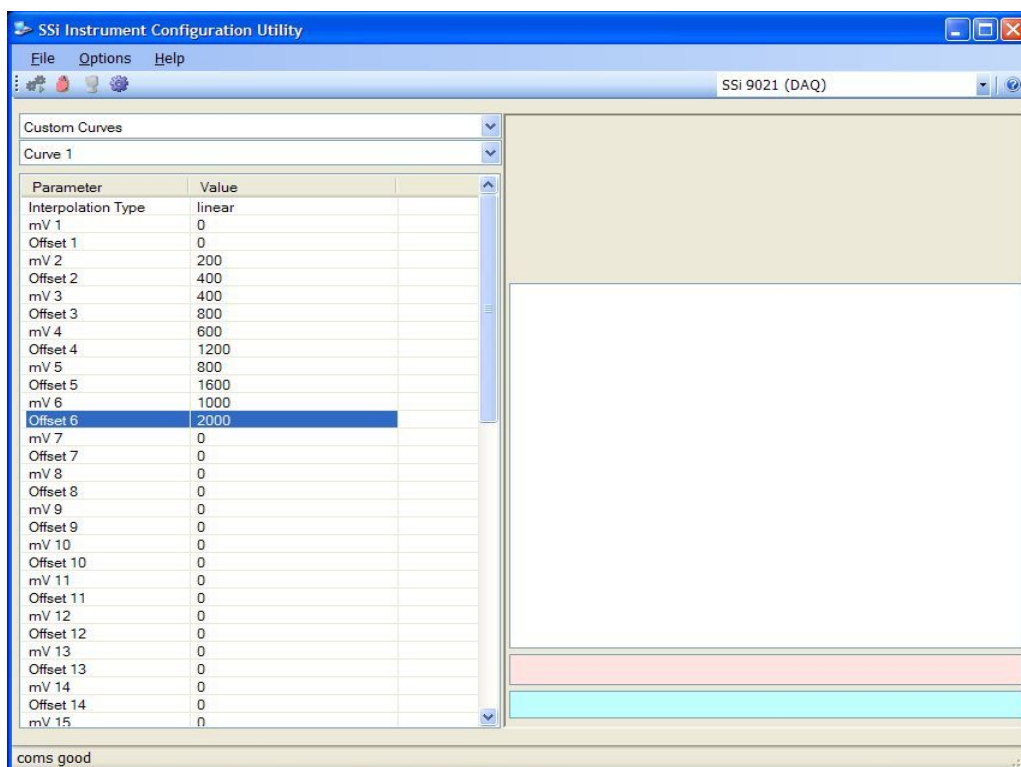 SSi Instrument Configuration Utility
File Options Help
SSi 9021 (DAQ)
Custom Curves
Curve 1
Parameter Value
Interpolation Type linear
mV 1 0
Offset 1 0
mV 2 200
Offset 2 400
mV 3 400
Offset 3 800
mV 4 600
Offset 4 1200
mV 5 800
Offset 5 1600
mV 6 1000
Offset 6 2000
mV 7 0
Offset 7 0
mV 8 0
Offset 8 0
mV 9 0
Offset 9 0
mV 10 0
Offset 10 0
mV 11 0
Offset 11 0
mV 12 0
Offset 12 0
mV 13 0
Offset 13 0
mV 14 0
Offset 14 0
mV 15 0
coms good